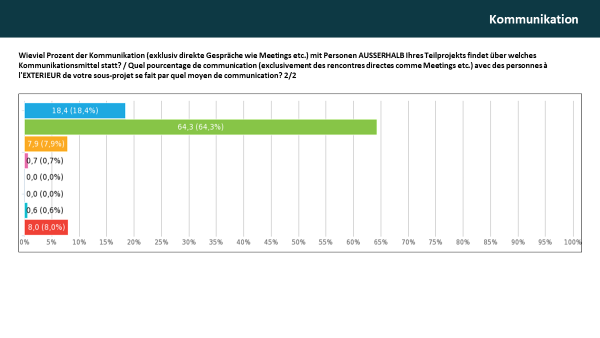 Kommunikation
Wieviel Prozent der Kommunikation (exklusiv direkte Gespräche wie Meetings etc.) mit Personen AUSSERHALB Ihres Teilprojekts findet über welches
Kommunikationsmittel statt? / Quel pourcentage de communication (exclusivement des rencontres directes comme Meetings etc.) avec des personnes à
l'EXTERIEUR de votre sous-projet se fait par quel moyen de communication? 2/2
18,4 (18,4%)
64,3 (64,3%)
7,9 (7,9%)
0,7 (0,7%)
0,0 (0,0%)
0,0 (0,0%)
0,6 (0,6%)
8,0 (8,0%)
0% 5% 10% 15% 20% 25% 30% 35% 40% 45% 50% 55% 60% 65% 70% 75% 80% 85% 90% 95% 100%